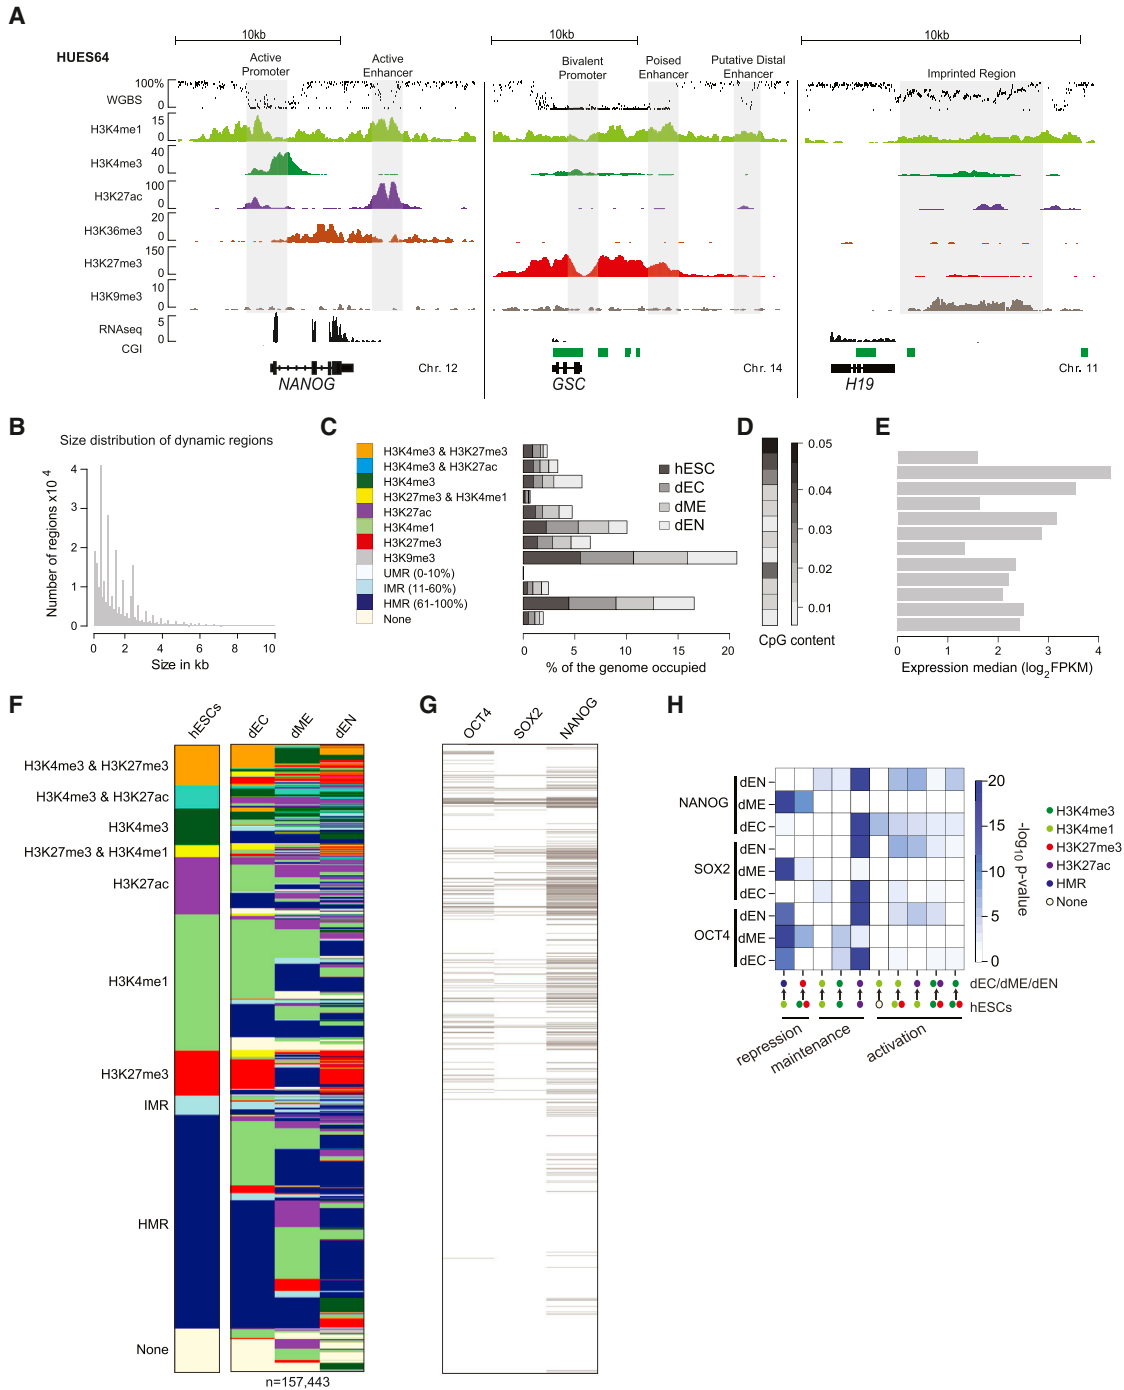 A
10kb
10kb
10kb
HUES64
Active
Promoter
Active
Enhancer
Bivalent
Promoter
Poised
Enhancer
Putative Distal
Enhancer
Imprinted Region
100%
WGBS
0
15
H3K4me1
0
40
H3K4me3
0
100
H3K27ac
0
20
H3K36me3
0
150
H3K27me3
0
10
H3K9me3
0
RNAseq
5
0
CGI
NANOG
Chr. 12
GSC
Chr. 14
H19
Chr. 11
B
Size distribution of dynamic regions
Number of regions x10 4
4
3
2
1
0
0 2 4 6 8 10
Size in kb
C
H3K4me3 & H3K27me3
H3K4me3 & H3K27ac
H3K4me3
H3K27me3 & H3K4me1
H3K27ac
H3K4me1
H3K27me3
H3K9me3
UMR (0-10%)
IMR (11-60%)
HMR (61-100%)
None
hESC
dEC
dME
dEN
0 5 10 15 20
% of the genome occupied
D
0.05
0.04
0.03
0.02
0.01
CpG content
E
0 1 2 3 4
Expression median (log2FPKM)
F
hESCs
dEC
dME
dEN
H3K4me3 & H3K27me3
H3K4me3 & H3K27ac
H3K4me3
H3K27me3 & H3K4me1
H3K27ac
H3K4me1
H3K27me3
IMR
HMR
None
n=157,443
G
OCT4
SOX2
NANOG
H
NANOG
dEN
dME
dEC
SOX2
dEN
dME
dEC
OCT4
dEN
dME
dEC
20
15
10
5
0
-log10 p-value
H3K4me3
H3K4me1
H3K27me3
H3K27ac
HMR
None
dEC/dME/dEN
hESCs
repression
maintenance
activation